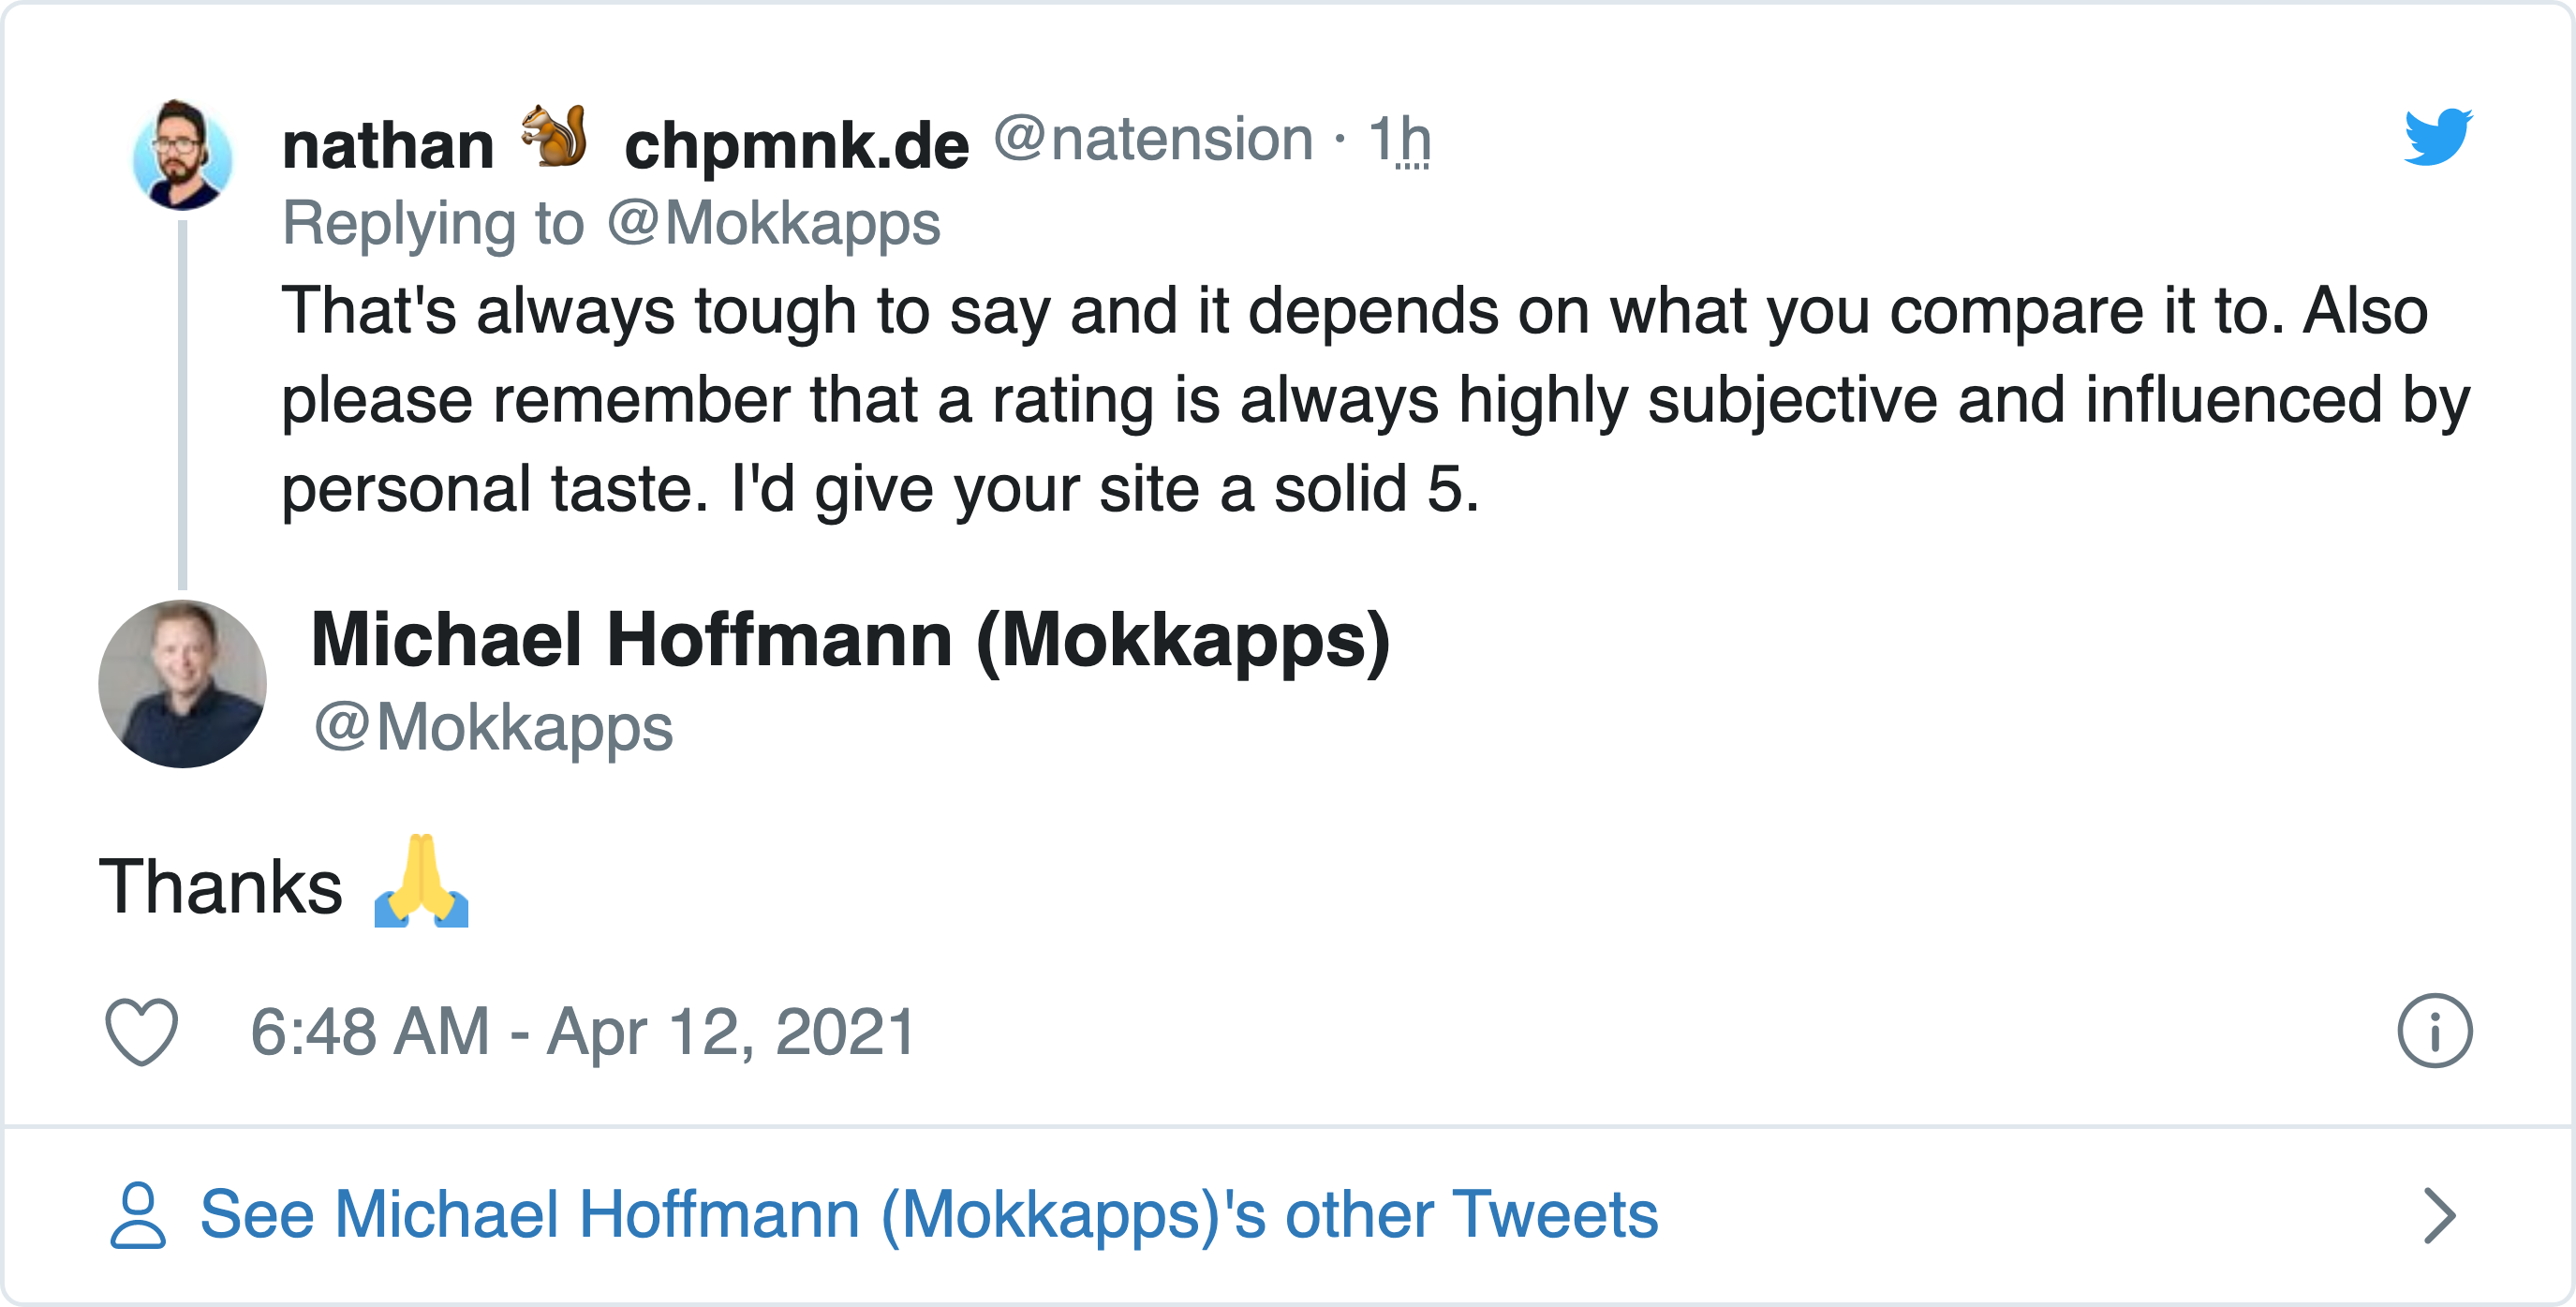 nathan 🐿 chpmnk.de @natension · 1h
Replying to @Mokkapps
That's always tough to say and it depends on what you compare it to. Also
please remember that a rating is always highly subjective and influenced by
personal taste. I'd give your site a solid 5.
Michael Hoffmann (Mokkapps)
@Mokkapps
Thanks 🙏
6:48 AM - Apr 12, 2021
See Michael Hoffmann (Mokkapps)'s other Tweets